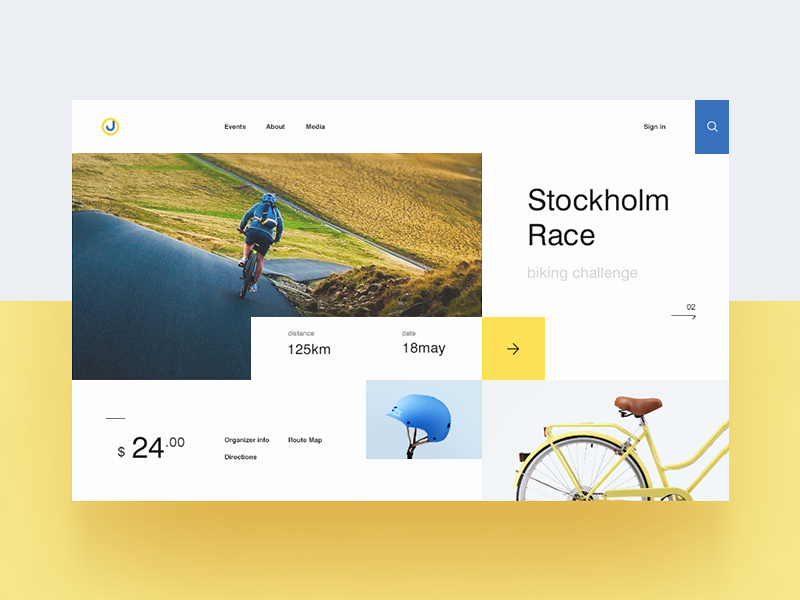 J
Events About Media Sign in
Stockholm
Race
biking challenge
02
distance date
125km 18may
$ 24.00
Organizer info Route Map
Directions